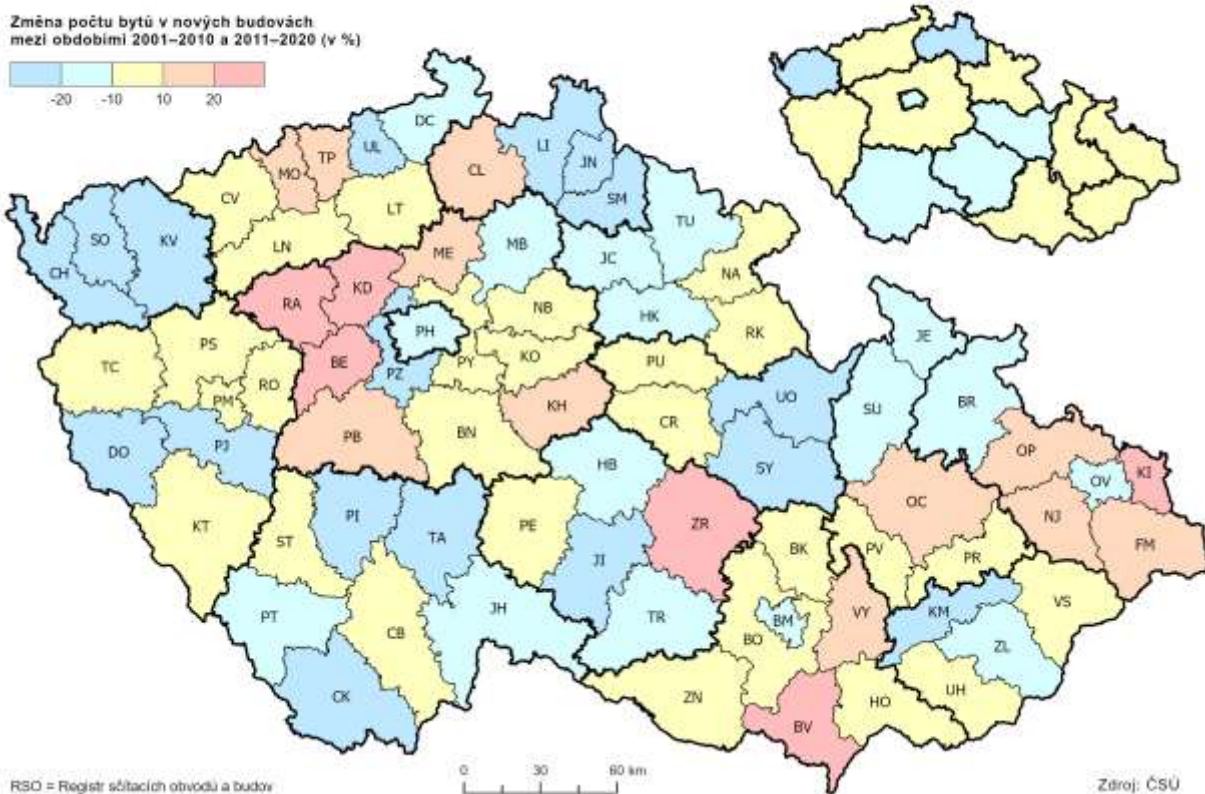 Změna počtu bytů v nových budovách
mezi obdobími 2001–2010 a 2011–2020 (v %)
-20 -10 10 20
DC
UL
LI
TP
JN
MO
CL
CV
SM
LT
TU
SO
KV
MB
LN
ME
JC
CH
NA
KD
RA
NB
HK
JE
PH
RK
PS
KO
BE
PU
TC
RO
PZ
PY
UO
BR
PM
KH
SU
CR
PB
BN
PJ
DO
OP
HB
SY
KI
OV
OC
PI
NJ
KT
TA
PE
ZR
ST
FM
BK
PV
PR
JI
VS
JH
VY
KM
PT
TR
BM
CB
BO
ZL
UH
CK
ZN
HO
BV
0 30 60 km
RSO = Registr sčítacích obvodů a budov
Zdroj: ČSÚ